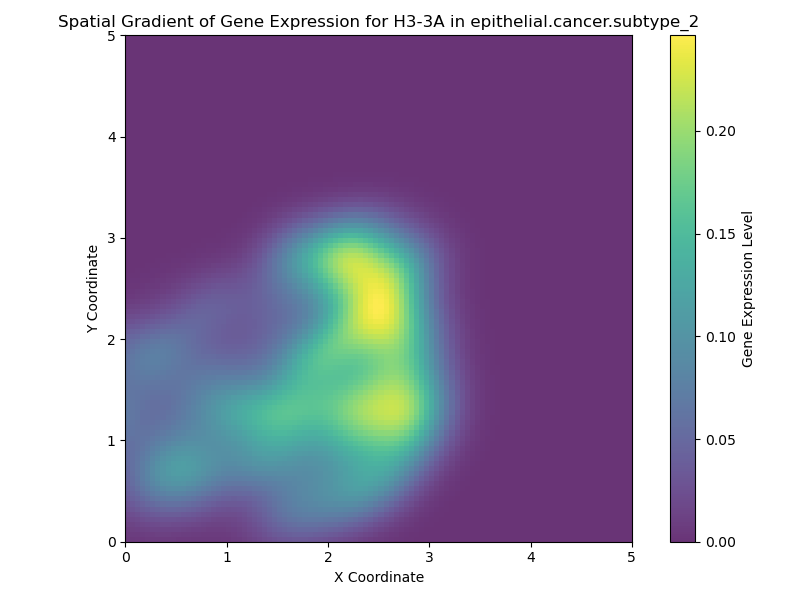 Spatial Gradient of Gene Expression for H3-3A in epithelial.cancer.subtype_2
5
4
3
2
1
0
Y Coordinate
0 1 2 3 4 5
X Coordinate
0.20
0.15
0.10
0.05
0.00
Gene Expression Level